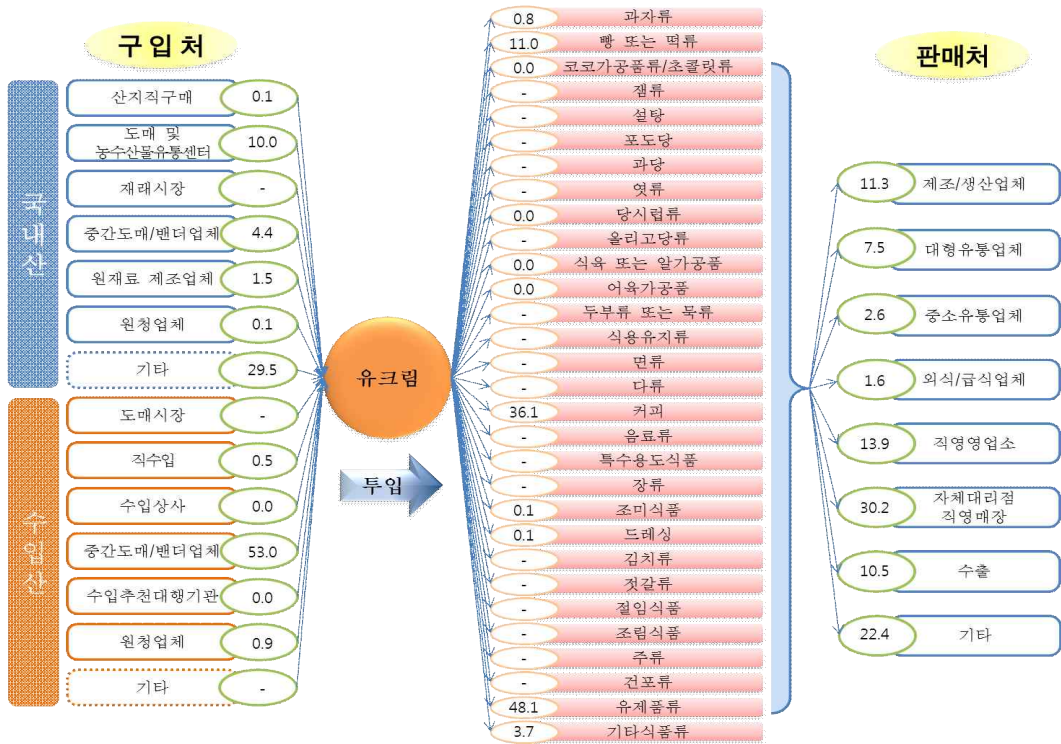 구입처
국내산
산지직구매 0.1
도매 및
농수산물유통센터 10.0
재래시장 -
중간도매/밴더업체 4.4
원재료 제조업체 1.5
원청업체 0.1
기타 29.5
수입산
도매시장 -
직수입 0.5
수입상사 0.0
중간도매/밴더업체 53.0
수입추천대행기관 0.0
원청업체 0.9
기타 -
유크림
투입
0.8 과자류
11.0 빵 또는 떡류
0.0 코코가공품류/초콜릿류
- 잼류
- 설탕
- 포도당
- 과당
- 엿류
0.0 당시럽류
- 올리고당류
0.0 식육 또는 알가공품
0.0 어육가공품
- 두부류 또는 묵류
- 식용유지류
- 면류
- 다류
36.1 커피
- 음료류
- 특수용도식품
- 장류
0.1 조미식품
0.1 드레싱
- 김치류
- 젓갈류
- 절임식품
- 조림식품
- 주류
- 건포류
48.1 유제품류
3.7 기타식품류
판매처
11.3 제조/생산업체
7.5 대형유통업체
2.6 중소유통업체
1.6 외식/급식업체
13.9 직영영업소
30.2 자체대리점
직영매장
10.5 수출
22.4 기타